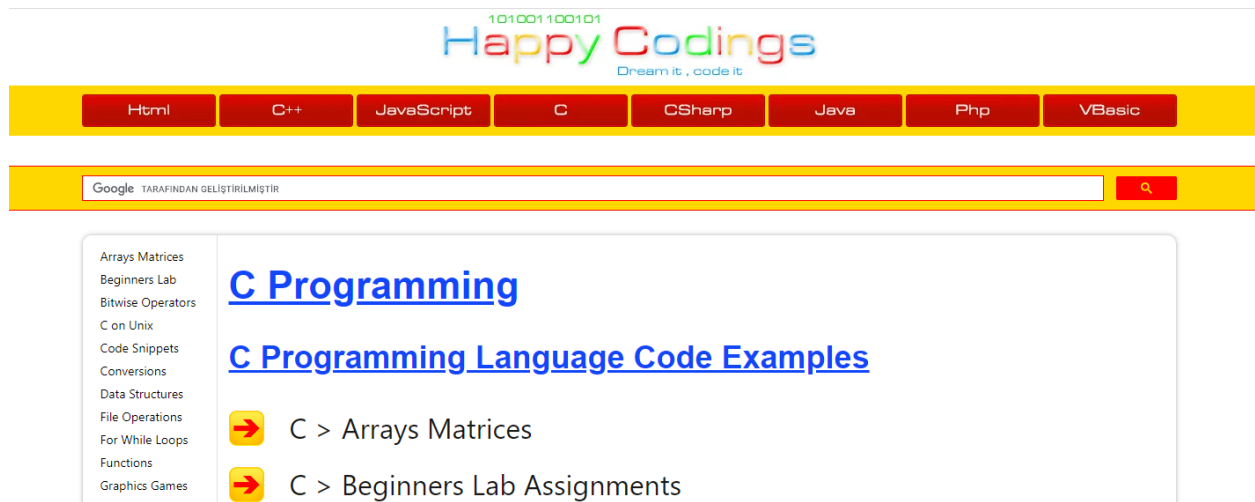 101001100101
Happy Codings
Dream it , code it
Html C++ JavaScript C CSharp Java Php VBasic
Google TARAFINDAN GELİŞTİRİLMİŞTİR
Arrays Matrices
Beginners Lab
Bitwise Operators
C on Unix
Code Snippets
Conversions
Data Structures
File Operations
For While Loops
Functions
Graphics Games
C Programming
C Programming Language Code Examples
C > Arrays Matrices
C > Beginners Lab Assignments